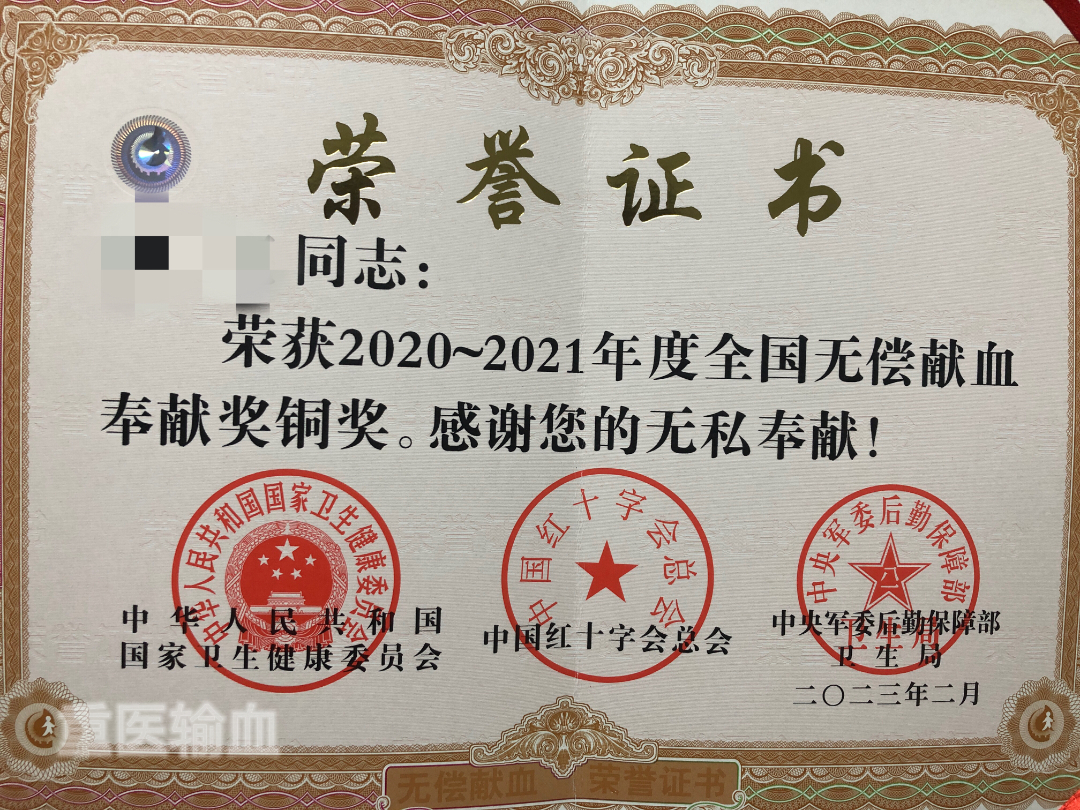 荣誉证书
同志：
荣获2020~2021年度全国无偿献血
奉献奖铜奖。感谢您的无私奉献！
中华人民共和国国家卫生健康委员会
中国红十字会总会
中央军委后勤保障部
卫生局
中华人民共和国
国家卫生健康委员会
中国红十字会总会
中央军委后勤保障部
卫生局
二〇二三年二月
重医输血
无偿献血 荣誉证书